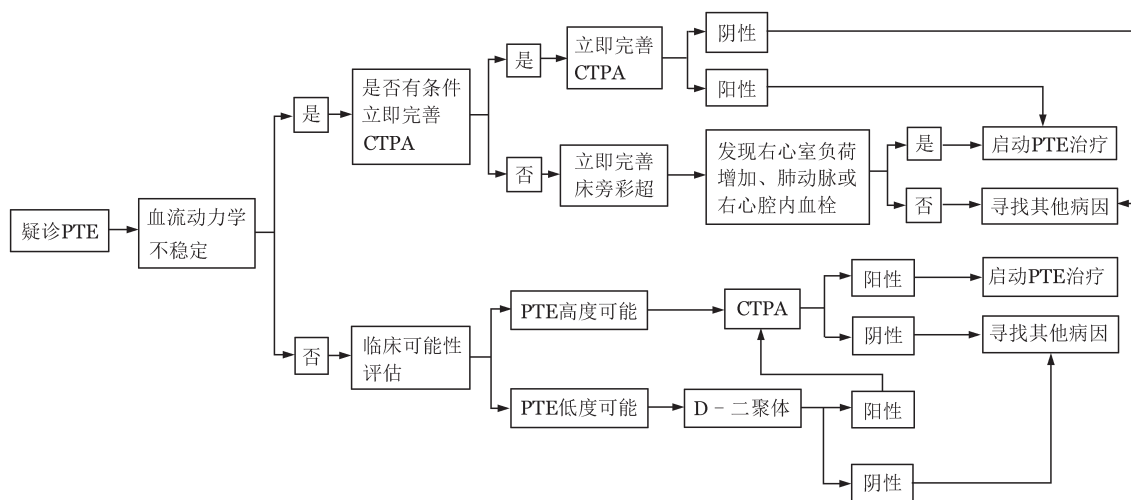 疑诊PTE
血流动力学
不稳定
是
是否有条件
立即完善
CTPA
是
立即完善
CTPA
阴性
阳性
否
立即完善
床旁彩超
发现右心室负荷
增加、肺动脉或
右心腔内血栓
是
启动PTE治疗
否
寻找其他病因
否
临床可能性
评估
PTE高度可能
CTPA
阳性
启动PTE治疗
阴性
寻找其他病因
PTE低度可能
D-二聚体
阳性
阴性